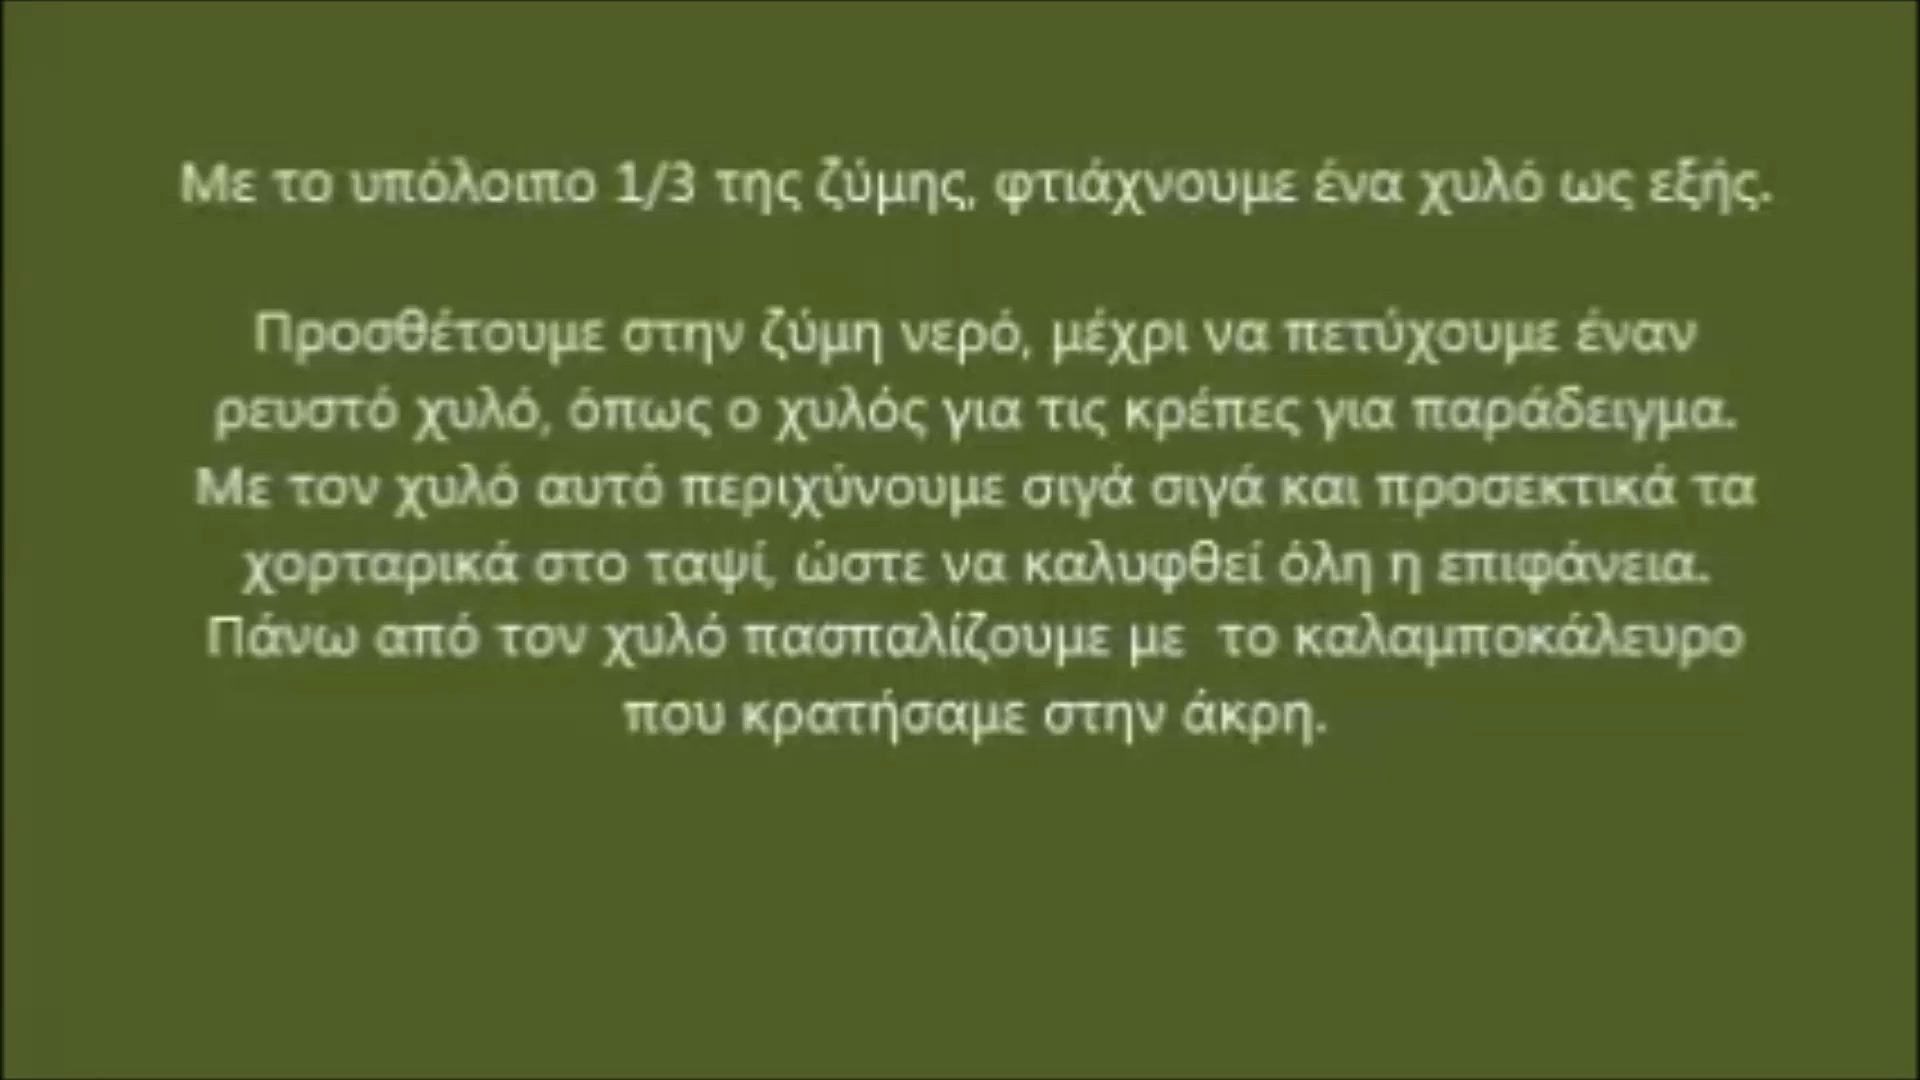 Με το υπόλοιπο 1/3 της ζύμης, φτιάχνουμε ένα χυλό ως εξής.
Προσθέτουμε στην ζύμη νερό, μέχρι να πετύχουμε έναν
ρευστό χυλό, όπως ο χυλός για τις κρέπες για παράδειγμα.
Με τον χυλό αυτό περιχύνουμε σιγά σιγά και προσεκτικά τα
χορταρικά στο ταψί, ώστε να καλυφθεί όλη η επιφάνεια.
Πάνω από τον χυλό πασπαλίζουμε με  το καλαμποκάλευρο
που κρατήσαμε στην άκρη.